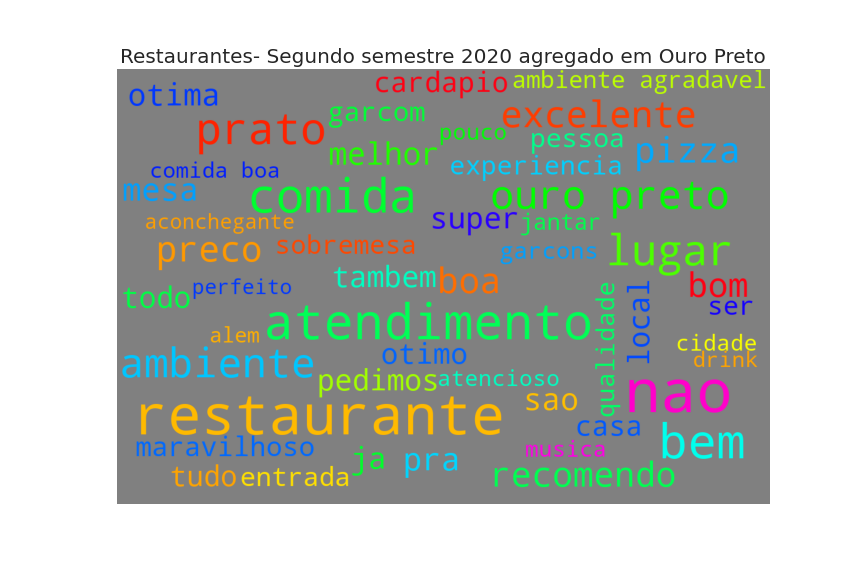 Restaurantes- Segundo semestre 2020 agregado em Ouro Preto
cardapio ambiente agradavel
otima
garcom excelente
prato pouco pessoa
melhor experiencia pizza
comida boa
mesa comida ouro preto
aconchegante super jantar
preco sobremesa garcons lugar
tambem boa bom
todo perfeito ser
atendimento qualidade local
alem cidade
ambiente otimo drink
pedimos atencioso nao
restaurante sao
casa bem
maravilhoso musica
ja pra
tudo entrada recomendo